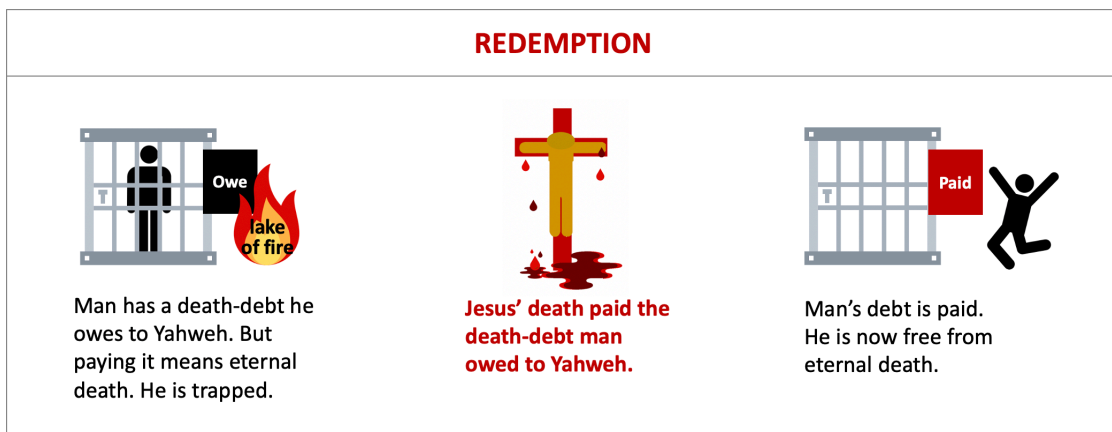 REDEMPTION
Owe
lake
of fire
Man has a death-debt he
owes to Yahweh. But
paying it means eternal
death. He is trapped.
Jesus’ death paid the
death-debt man
owed to Yahweh.
Paid
Man’s debt is paid.
He is now free from
eternal death.